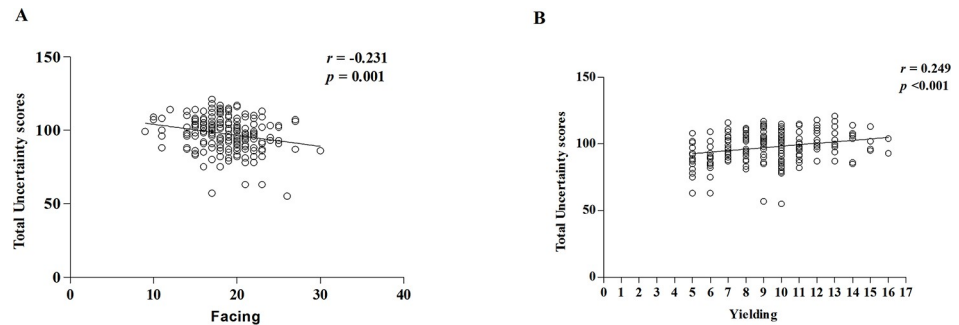 A
r = -0.231
p = 0.001
Total Uncertainty scores
150
100
50
0
0 10 20 30 40
Facing
B
r = 0.249
p <0.001
Total Uncertainty scores
150
100
50
0
0 1 2 3 4 5 6 7 8 9 10 11 12 13 14 15 16 17
Yielding